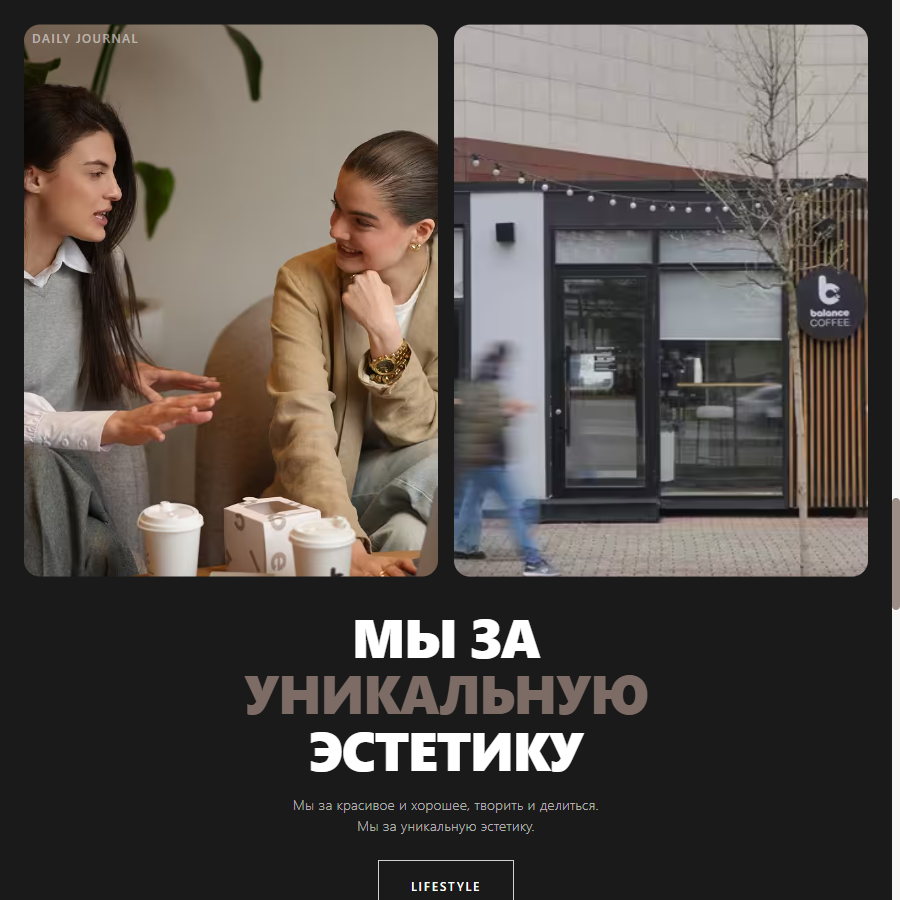 DAILY JOURNAL
b
balance
COFFEE
МЫ ЗА
УНИКАЛЬНУЮ
ЭСТЕТИКУ
Мы за красивое и хорошее, творить и делиться.
Мы за уникальную эстетику.
LIFESTYLE